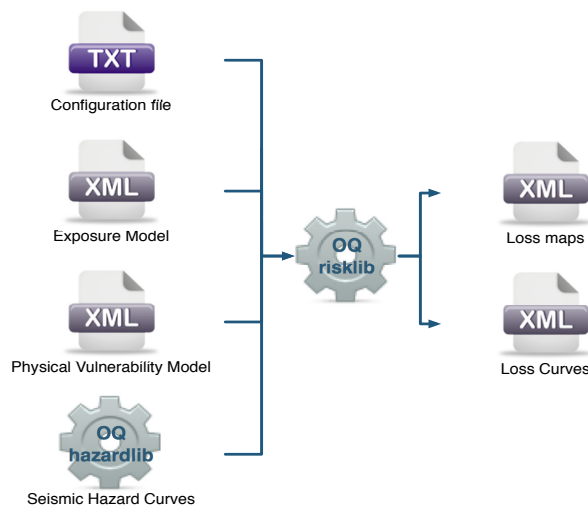 TXT
Configuration file
XML
Exposure Model
XML
Physical Vulnerability Model
OQ
hazardlib
Seismic Hazard Curves
OQ
risklib
XML
Loss maps
XML
Loss Curves